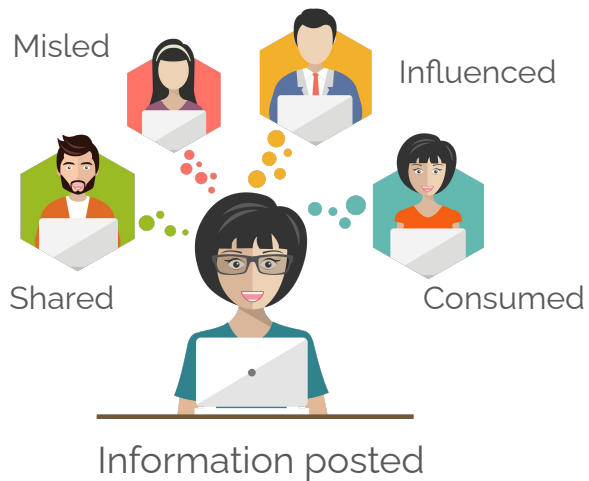 Misled
Influenced
Shared
Consumed
Information posted